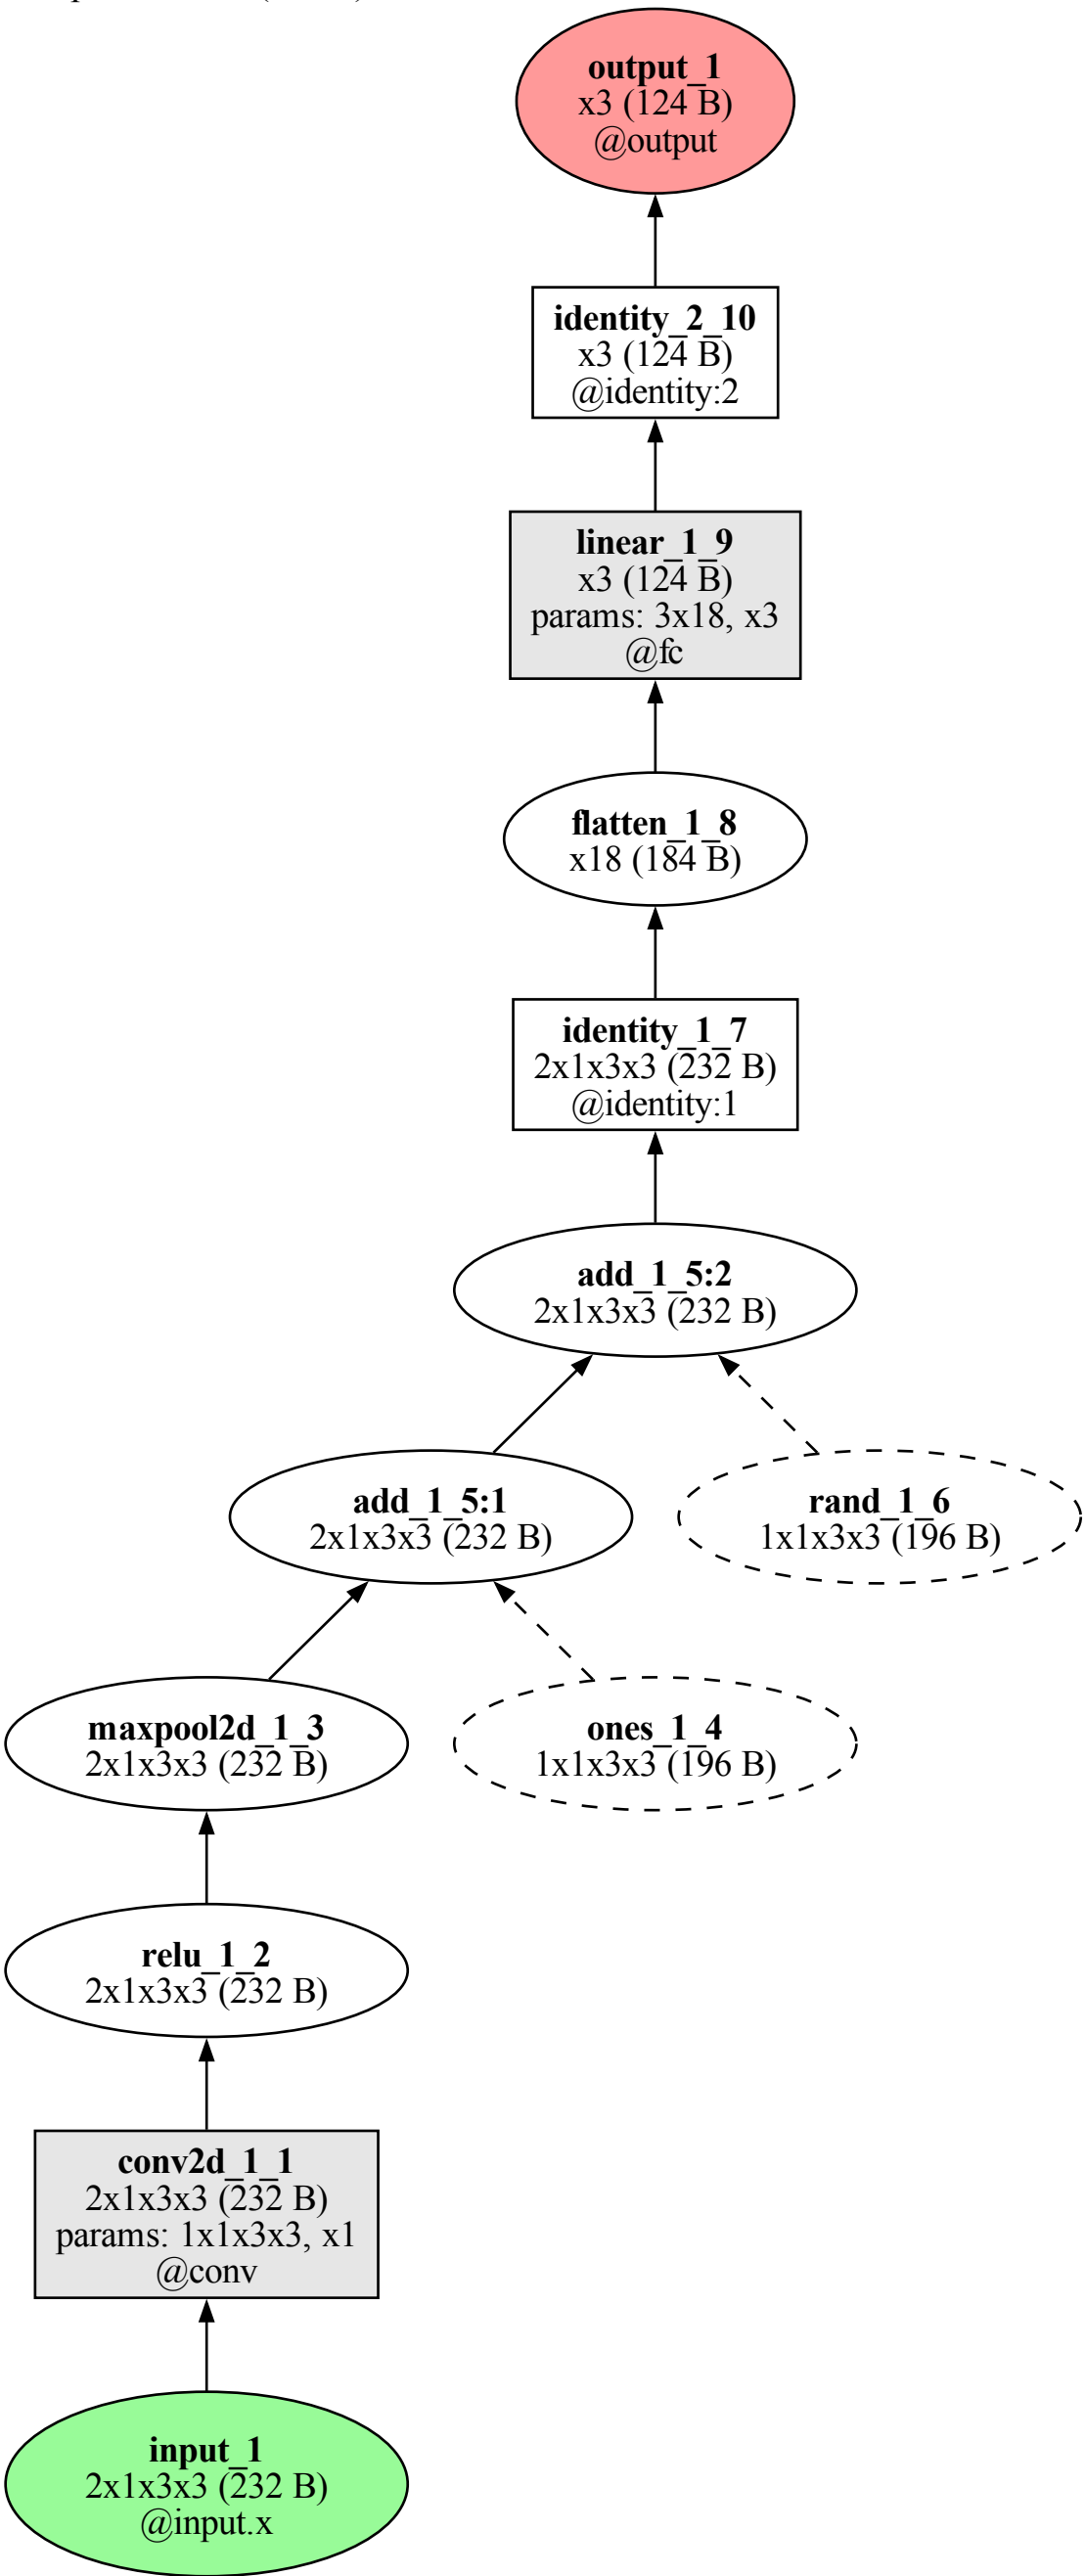 output_1
x3 (124 B)
@output
identity_2_10
x3 (124 B)
@identity:2
linear_1_9
x3 (124 B)
params: 3x18, x3
@fc
flatten_1_8
x18 (184 B)
identity_1_7
2x1x3x3 (232 B)
@identity:1
add_1_5:2
2x1x3x3 (232 B)
add_1_5:1
2x1x3x3 (232 B)
rand_1_6
1x1x3x3 (196 B)
maxpool2d_1_3
2x1x3x3 (232 B)
ones_1_4
1x1x3x3 (196 B)
relu_1_2
2x1x3x3 (232 B)
conv2d_1_1
2x1x3x3 (232 B)
params: 1x1x3x3, x1
@conv
input_1
2x1x3x3 (232 B)
@input.x